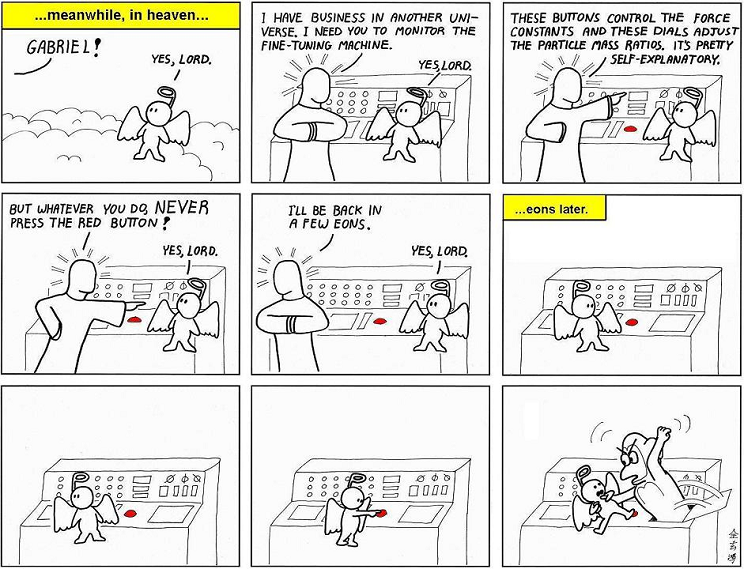 ...meanwhile, in heaven...
GABRIEL!
YES, LORD.
I HAVE BUSINESS IN ANOTHER UNI-
VERSE. I NEED YOU TO MONITOR THE
FINE-TUNING MACHINE.
YES, LORD.
THESE BUTTONS CONTROL THE FORCE
CONSTANTS AND THESE DIALS ADJUST
THE PARTICLE MASS RATIOS. IT'S PRETTY
SELF-EXPLANATORY.
BUT WHATEVER YOU DO, NEVER
PRESS THE RED BUTTON!
YES, LORD.
I'LL BE BACK IN
A FEW EONS.
YES, LORD.
...eons later.